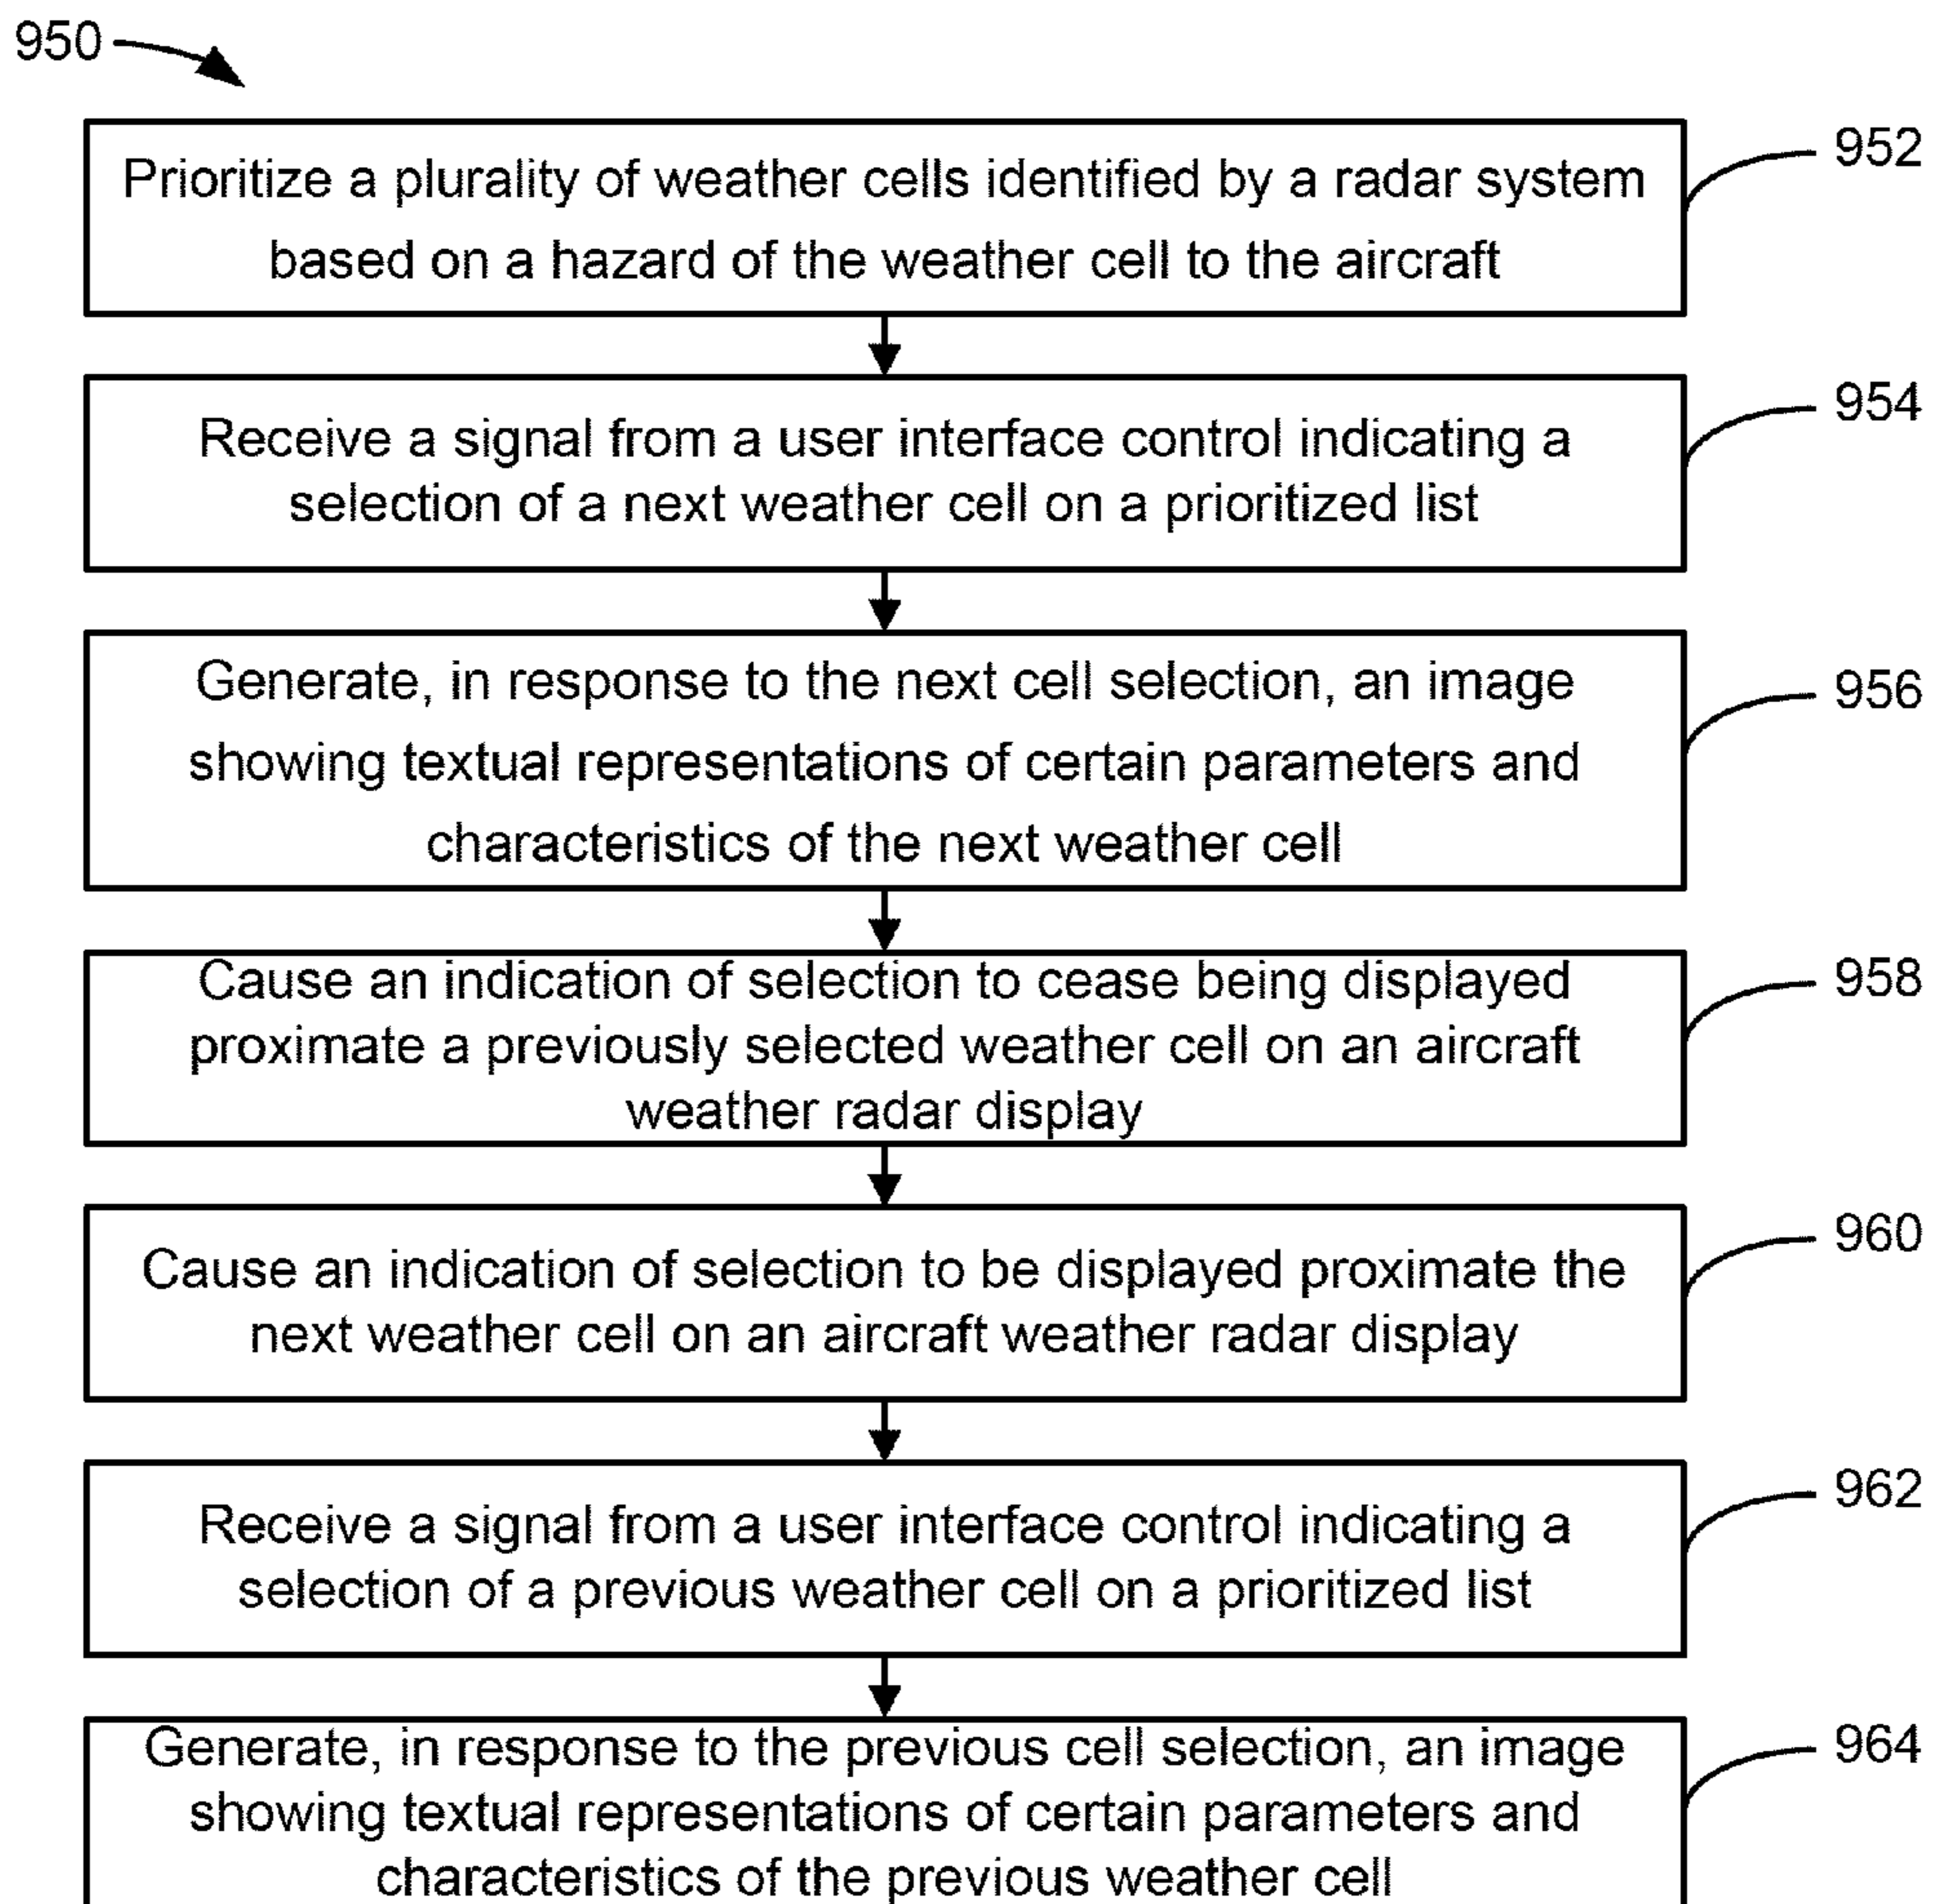 950
Prioritize a plurality of weather cells identified by a radar system
based on a hazard of the weather cell to the aircraft
952
Receive a signal from a user interface control indicating a
selection of a next weather cell on a prioritized list
954
Generate, in response to the next cell selection, an image
showing textual representations of certain parameters and
characteristics of the next weather cell
956
Cause an indication of selection to cease being displayed
proximate a previously selected weather cell on an aircraft
weather radar display
958
Cause an indication of selection to be displayed proximate the
next weather cell on an aircraft weather radar display
960
Receive a signal from a user interface control indicating a
selection of a previous weather cell on a prioritized list
962
Generate, in response to the previous cell selection, an image
showing textual representations of certain parameters and
characteristics of the previous weather cell
964